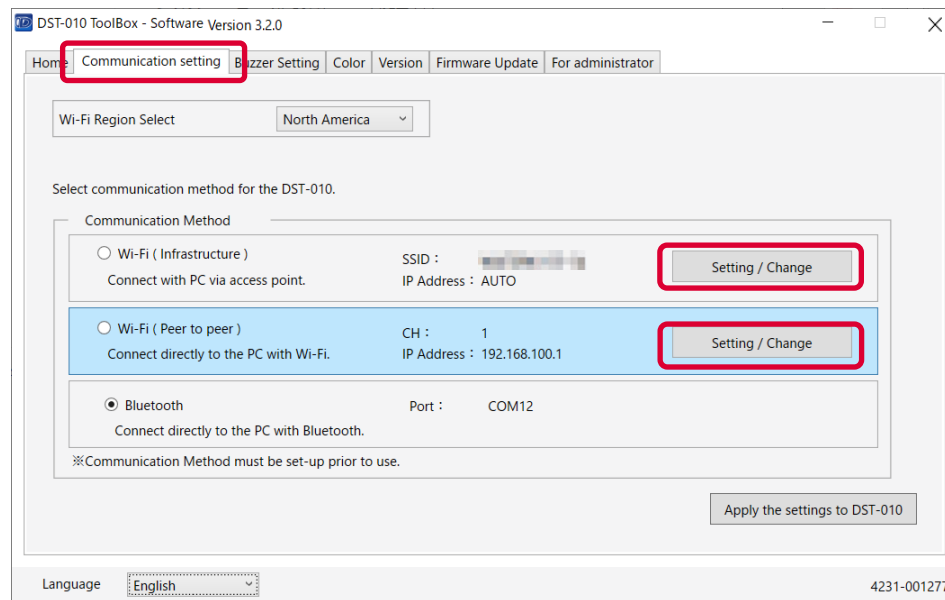 DST-010 ToolBox - Software Version 3.2.0
Home Communication setting Buzzer Setting Color Version Firmware Update For administrator
Wi-Fi Region Select North America
Select communication method for the DST-010.
Communication Method
Wi-Fi ( Infrastructure )
Connect with PC via access point.
SSID：
IP Address：AUTO
Setting / Change
Wi-Fi ( Peer to peer )
Connect directly to the PC with Wi-Fi.
CH： 1
IP Address：192.168.100.1
Setting / Change
Bluetooth
Connect directly to the PC with Bluetooth.
Port： COM12
※Communication Method must be set-up prior to use.
Apply the settings to DST-010
Language English
4231-001277